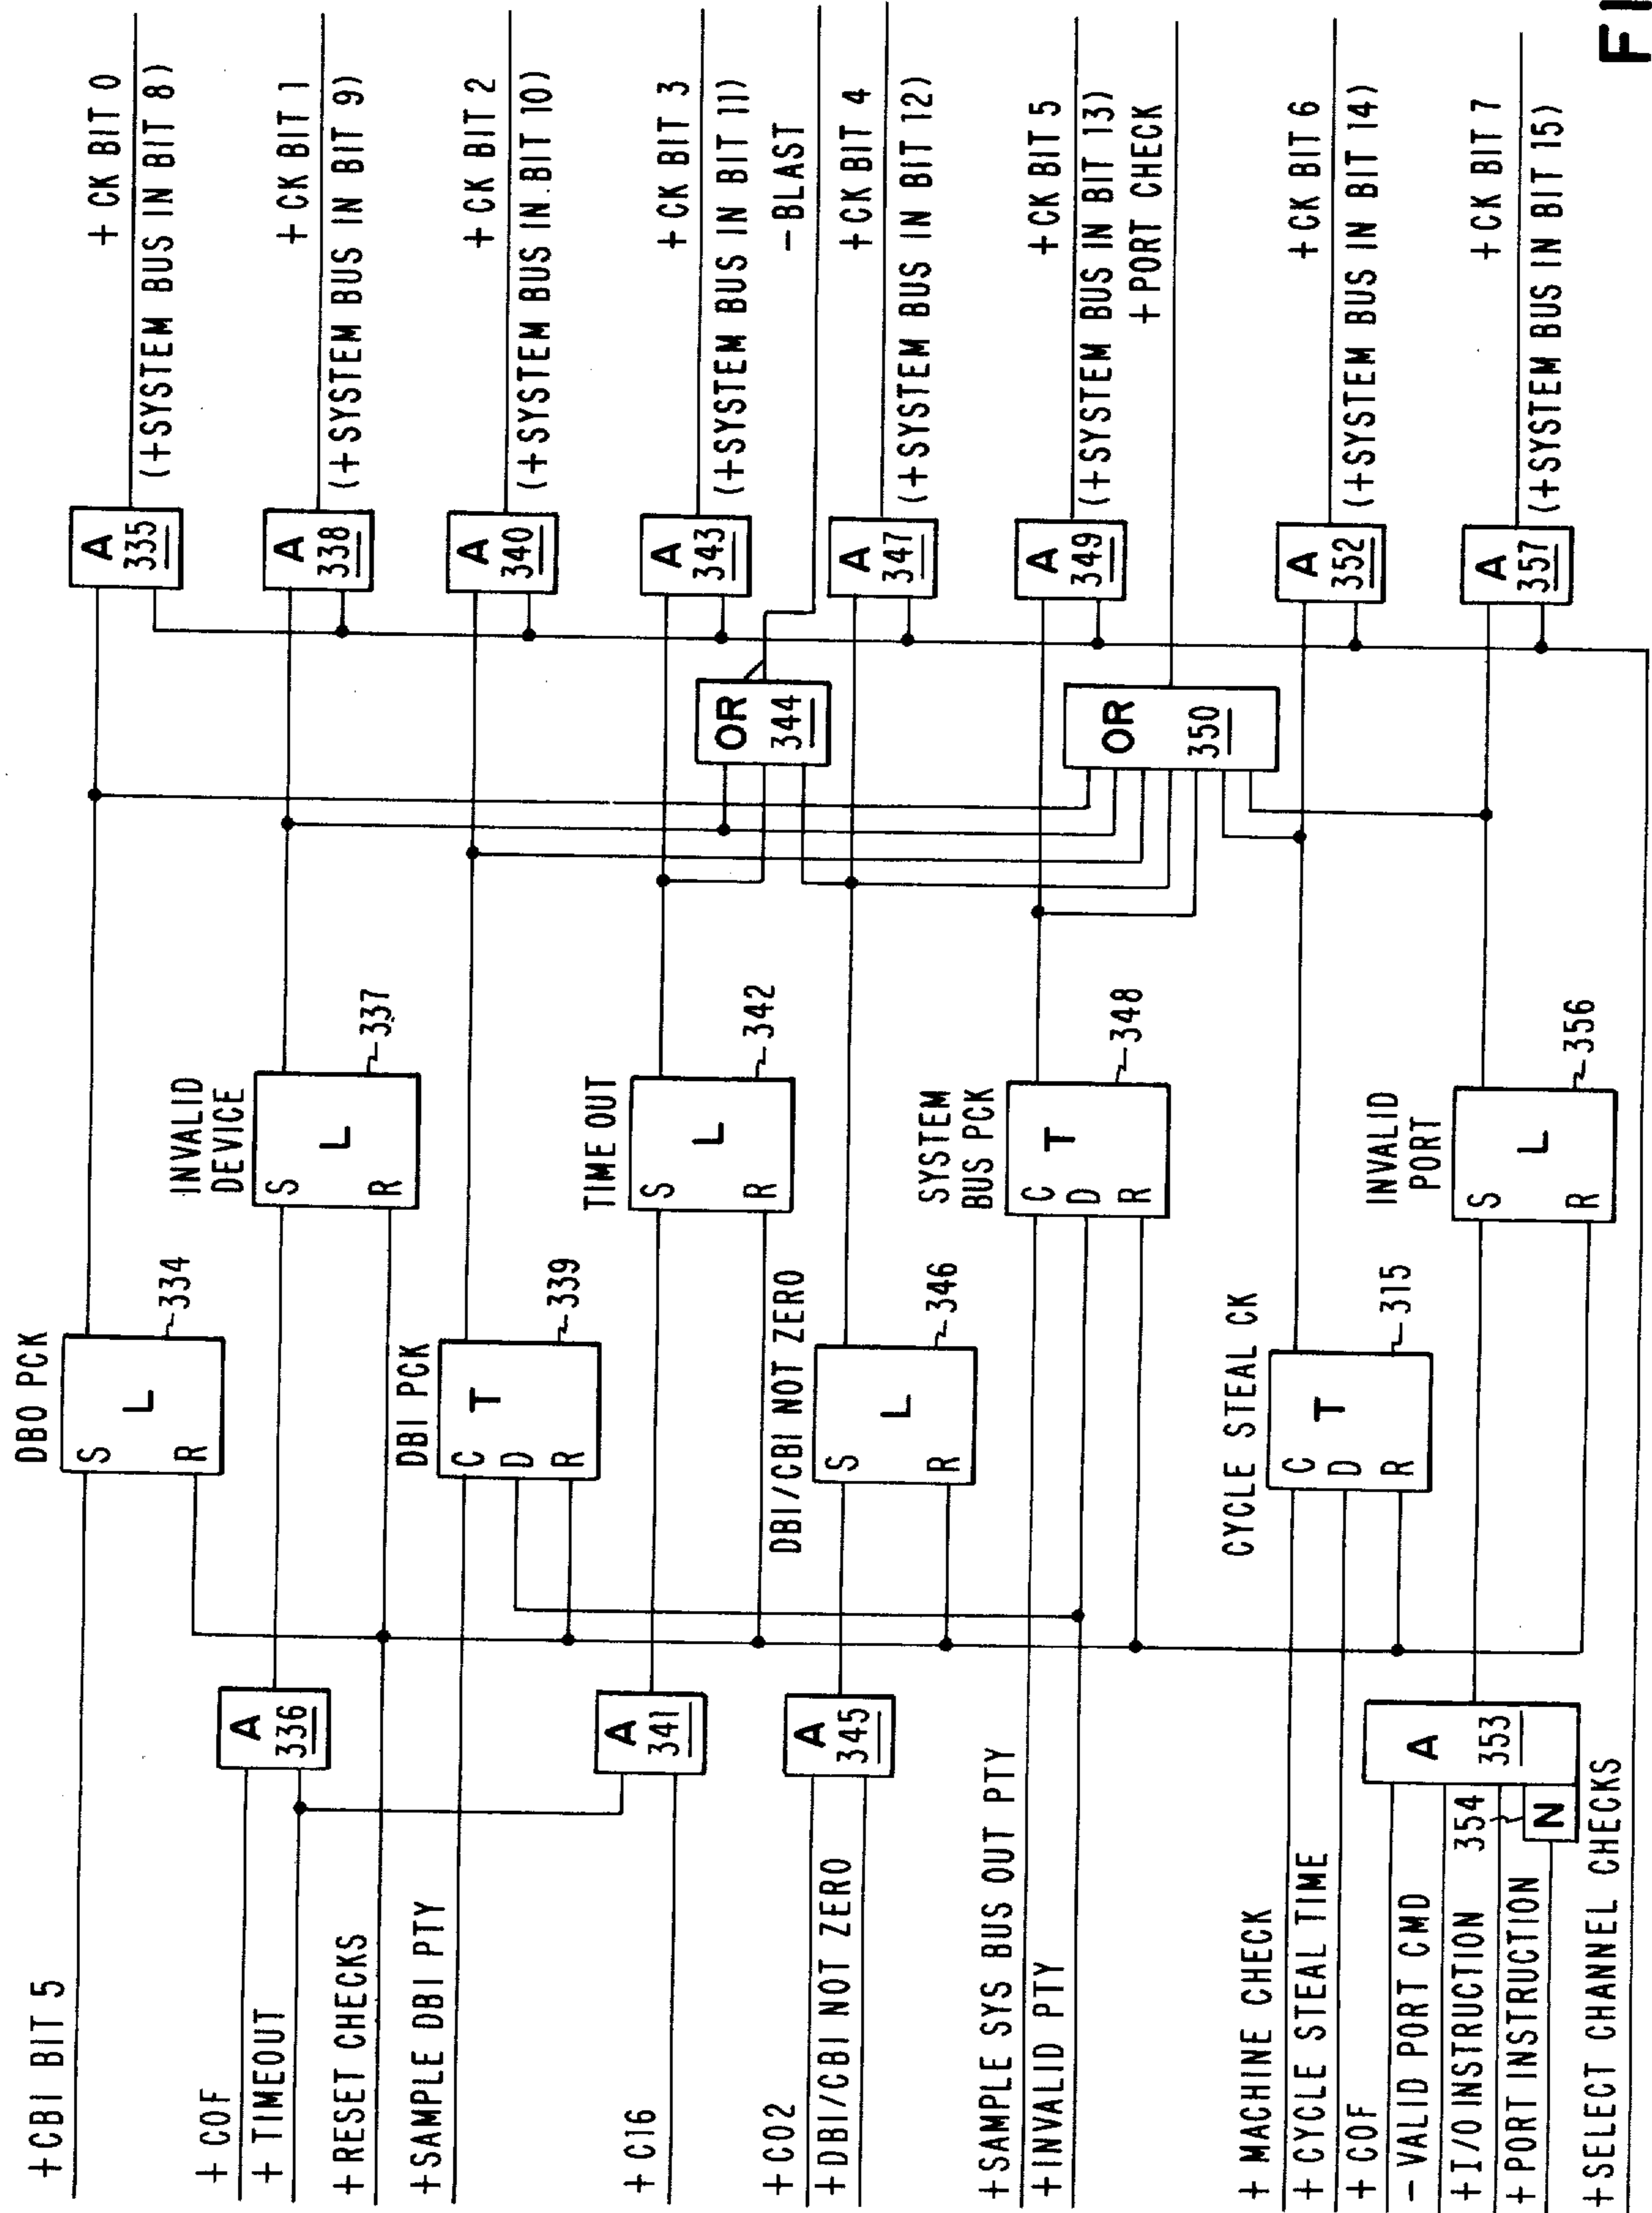 +CBI BIT 5
+ COF
+ TIMEOUT
+RESET CHECKS
+SAMPLE DBI PTY
+ C16
+ CO2
+DBI/CBI NOT ZERO
+SAMPLE SYS BUS OUT PTY
+INVALID PTY
+ MACHINE CHECK
+ CYCLE STEAL TIME
+ COF
- VALID PORT CMD
+I/O INSTRUCTION
+ PORT INSTRUCTION
+SELECT CHANNEL CHECKS
A
336
A
341
A
345
A
353
354
N
DBO PCK
S
L
R
334
INVALID
DEVICE
S
L
R
337
DBI PCK
C
T
D
R
339
TIME OUT
S
L
R
342
DBI/CBI NOT ZERO
S
L
R
346
SYSTEM
BUS PCK
C
T
D
R
348
CYCLE STEAL CK
C
T
D
R
315
INVALID
PORT
S
L
R
356
OR
344
OR
350
A
335
A
338
A
340
A
343
A
347
A
349
A
352
A
357
+ CK BIT 0
(+SYSTEM BUS IN BIT 8)
+ CK BIT 1
(+SYSTEM BUS IN BIT 9)
+ CK BIT 2
(+SYSTEM BUS IN BIT 10)
+ CK BIT 3
(+SYSTEM BUS IN BIT 11)
- BLAST
+CK BIT 4
(+SYSTEM BUS IN BIT 12)
+CK BIT 5
(+SYSTEM BUS IN BIT 13)
+PORT CHECK
+CK BIT 6
(+SYSTEM BUS IN BIT 14)
+CK BIT 7
(+SYSTEM BUS IN BIT 15)